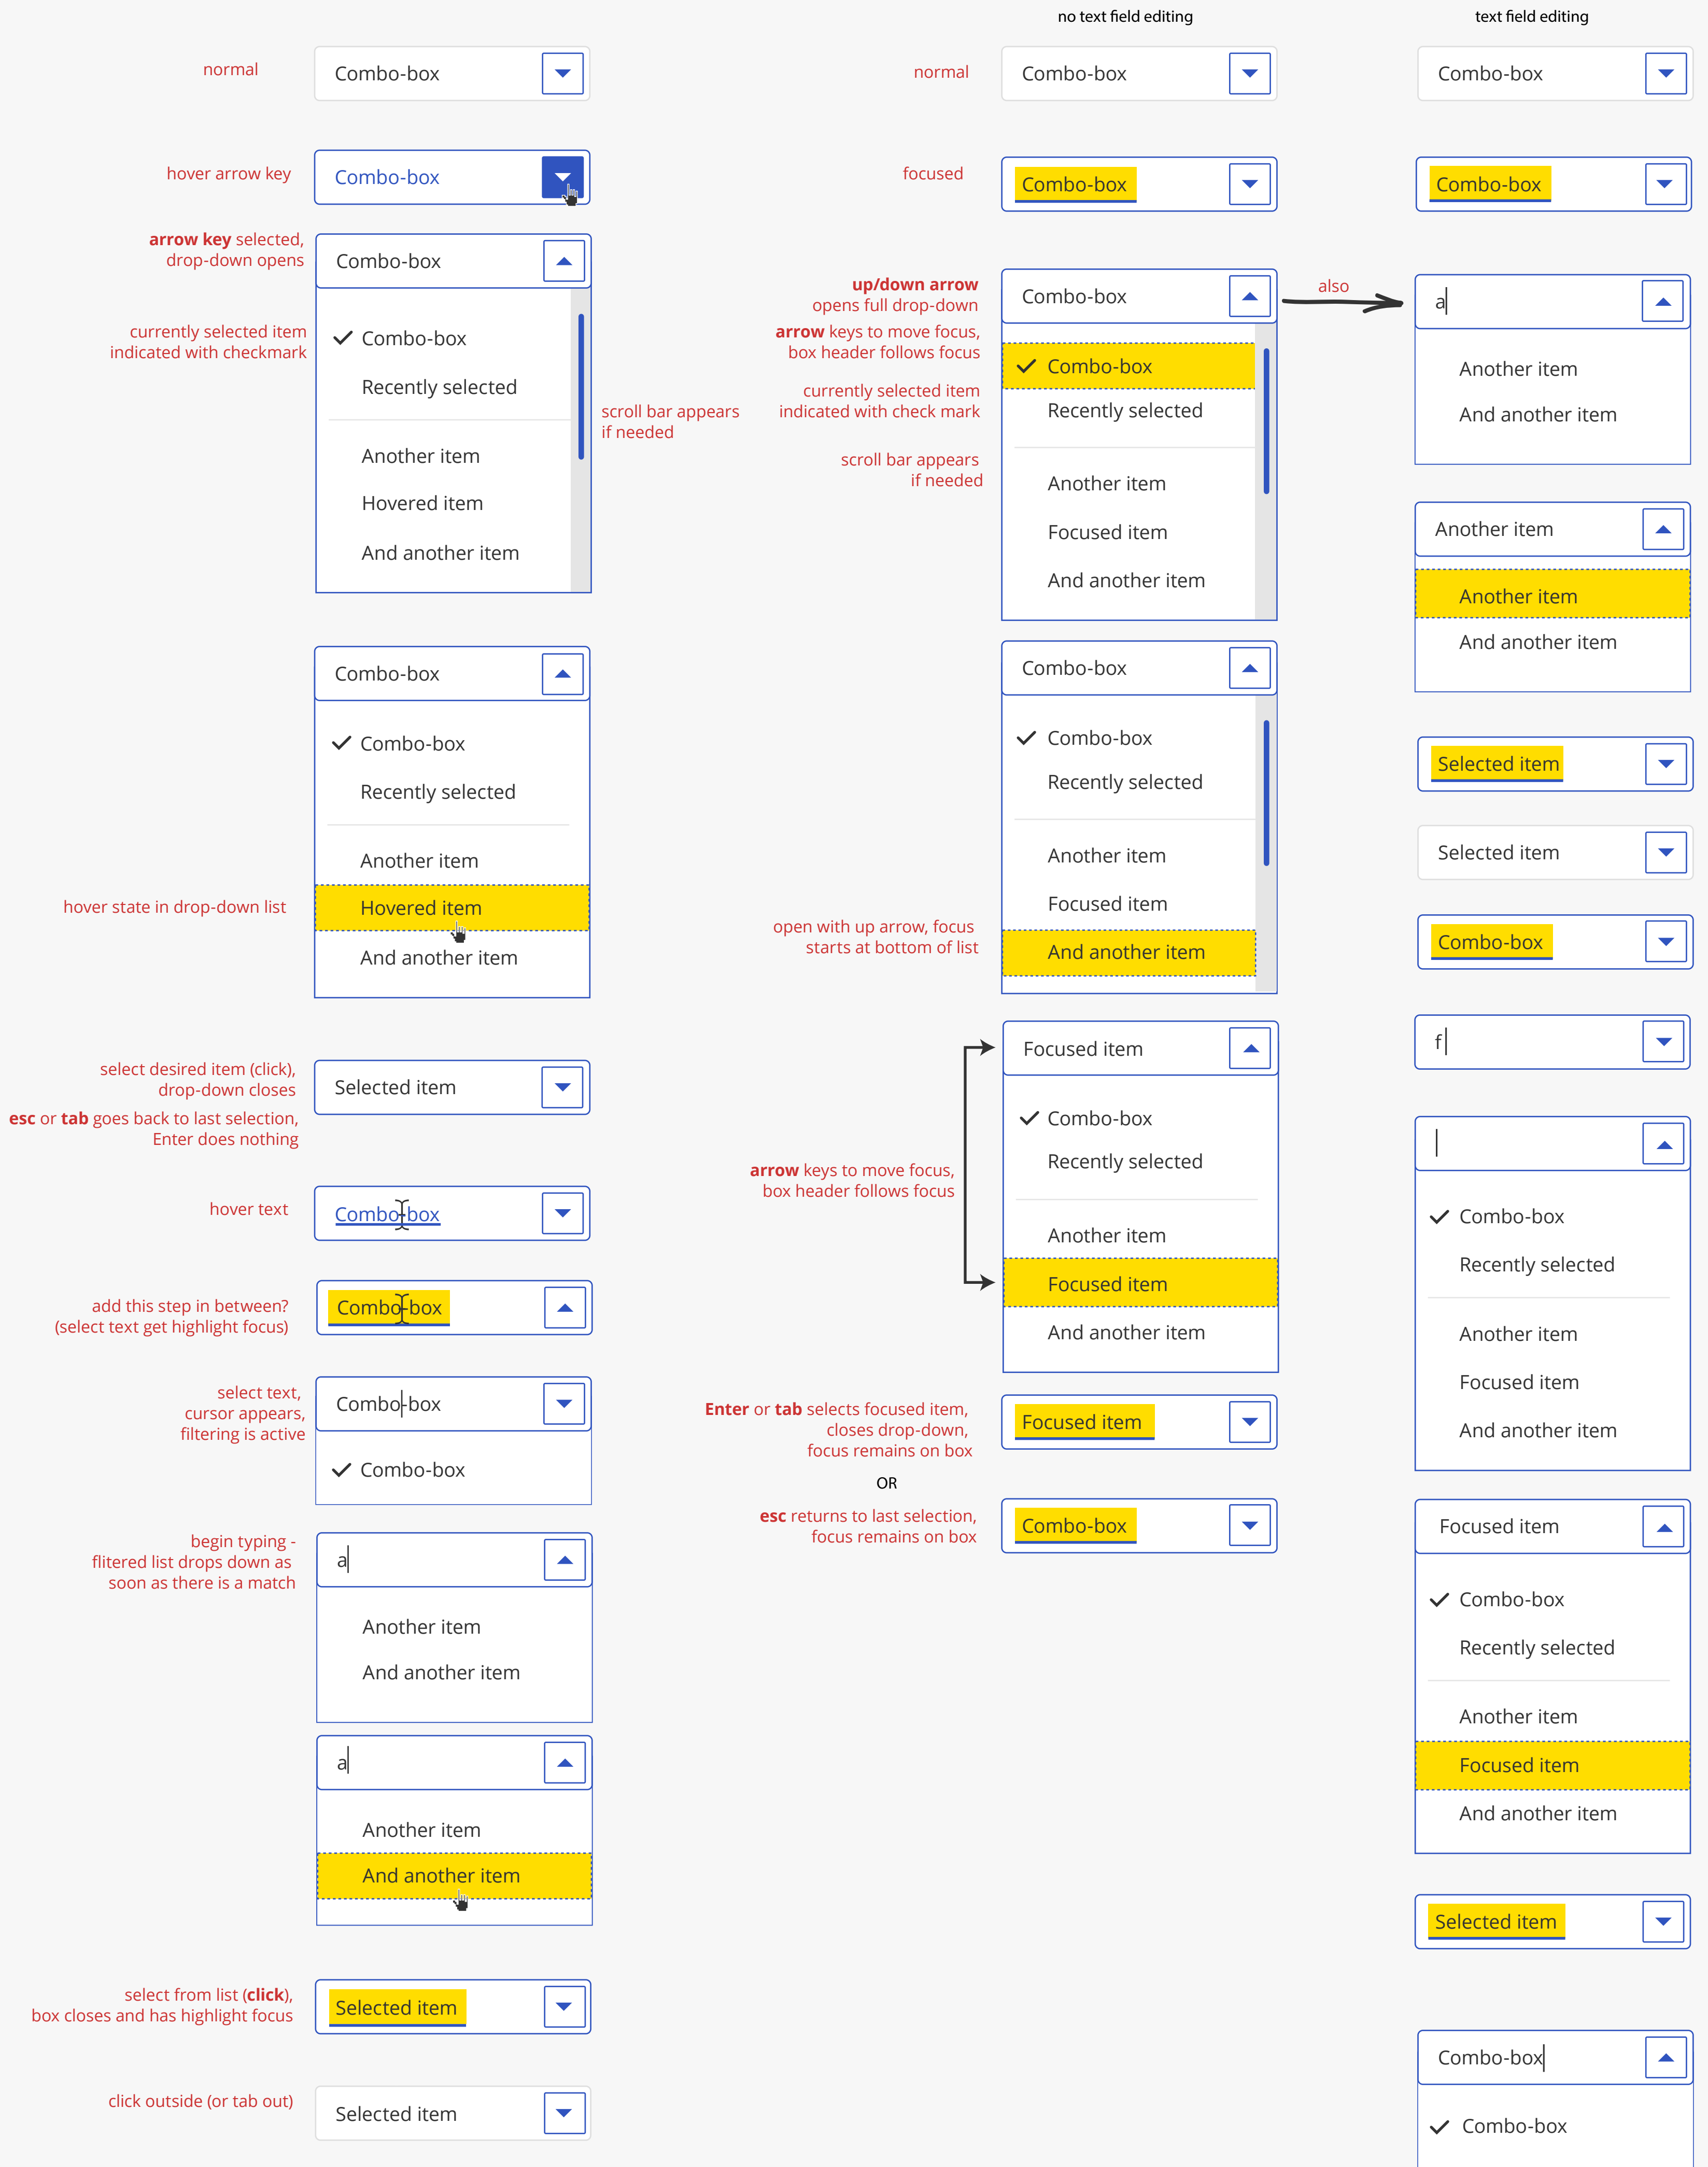 normal
Combo-box
hover arrow key
Combo-box
arrow key selected,
drop-down opens
Combo-box
currently selected item
indicated with checkmark
Combo-box
Recently selected
scroll bar appears
if needed
Another item
Hovered item
And another item
Combo-box
Combo-box
Recently selected
Another item
hover state in drop-down list
Hovered item
And another item
select desired item (click),
drop-down closes
Selected item
esc or tab goes back to last selection,
Enter does nothing
hover text
Combo-box
add this step in between?
(select text get highlight focus)
Combo-box
select text,
cursor appears,
filtering is active
Combo-box
Combo-box
begin typing -
flitered list drops down as
soon as there is a match
a
Another item
And another item
a
Another item
And another item
select from list (click),
box closes and has highlight focus
Selected item
click outside (or tab out)
Selected item
no text field editing
normal
Combo-box
focused
Combo-box
up/down arrow
opens full drop-down
Combo-box
also
arrow keys to move focus,
box header follows focus
currently selected item
indicated with check mark
Combo-box
Recently selected
scroll bar appears
if needed
Another item
Focused item
And another item
Combo-box
Combo-box
Recently selected
Another item
Focused item
open with up arrow, focus
starts at bottom of list
And another item
Focused item
Combo-box
Recently selected
arrow keys to move focus,
box header follows focus
Another item
Focused item
And another item
Enter or tab selects focused item,
closes drop-down,
focus remains on box
Focused item
OR
esc returns to last selection,
focus remains on box
Combo-box
text field editing
Combo-box
Combo-box
a
Another item
And another item
Another item
Another item
And another item
Selected item
Selected item
Combo-box
f
Combo-box
Recently selected
Another item
Focused item
And another item
Focused item
Combo-box
Recently selected
Another item
Focused item
And another item
Selected item
Combo-box
Combo-box